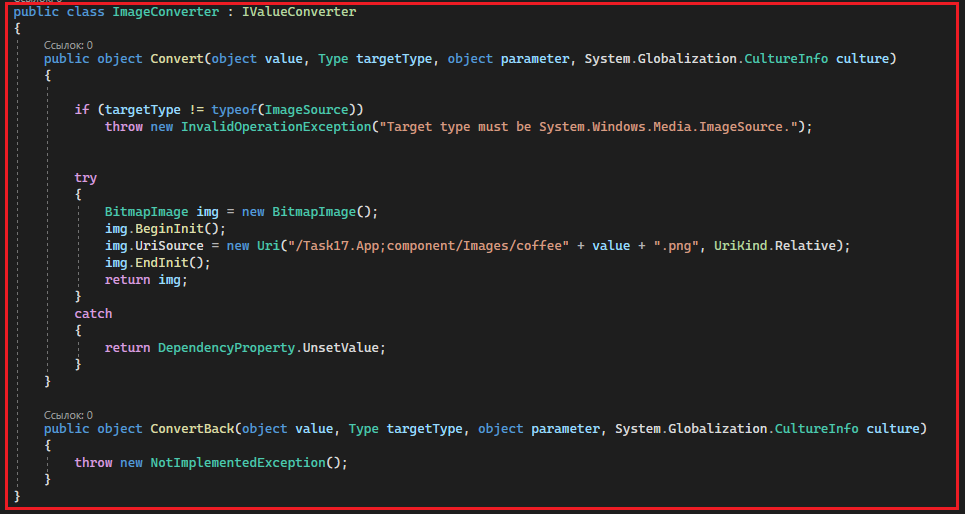 public class ImageConverter : IValueConverter
{
Ссылок: 0
public object Convert(object value, Type targetType, object parameter, System.Globalization.CultureInfo culture)
{
if (targetType != typeof(ImageSource))
throw new InvalidOperationException("Target type must be System.Windows.Media.ImageSource.");
try
{
BitmapImage img = new BitmapImage();
img.BeginInit();
img.UriSource = new Uri("/Task17.App;component/Images/coffee" + value + ".png", UriKind.Relative);
img.EndInit();
return img;
}
catch
{
return DependencyProperty.UnsetValue;
}
}
Ссылок: 0
public object ConvertBack(object value, Type targetType, object parameter, System.Globalization.CultureInfo culture)
{
throw new NotImplementedException();
}
}